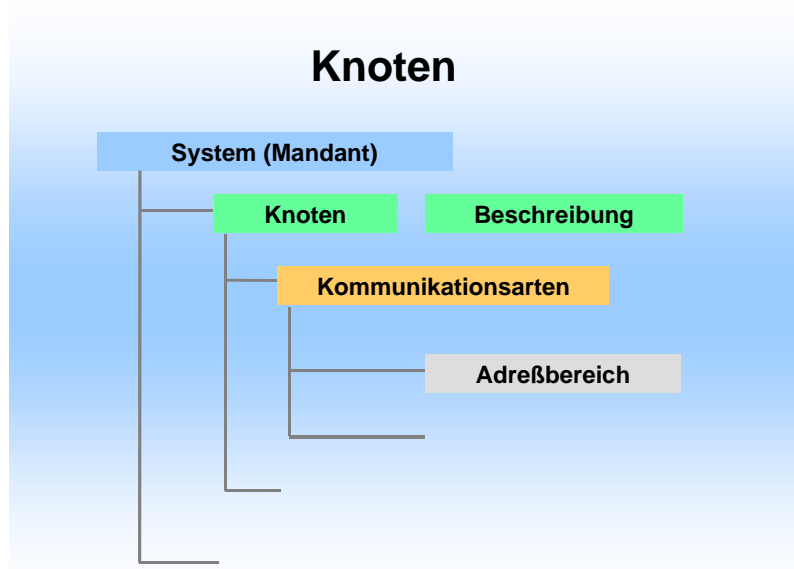 Knoten
System (Mandant)
Knoten
Beschreibung
Kommunikationsarten
Adreßbereich